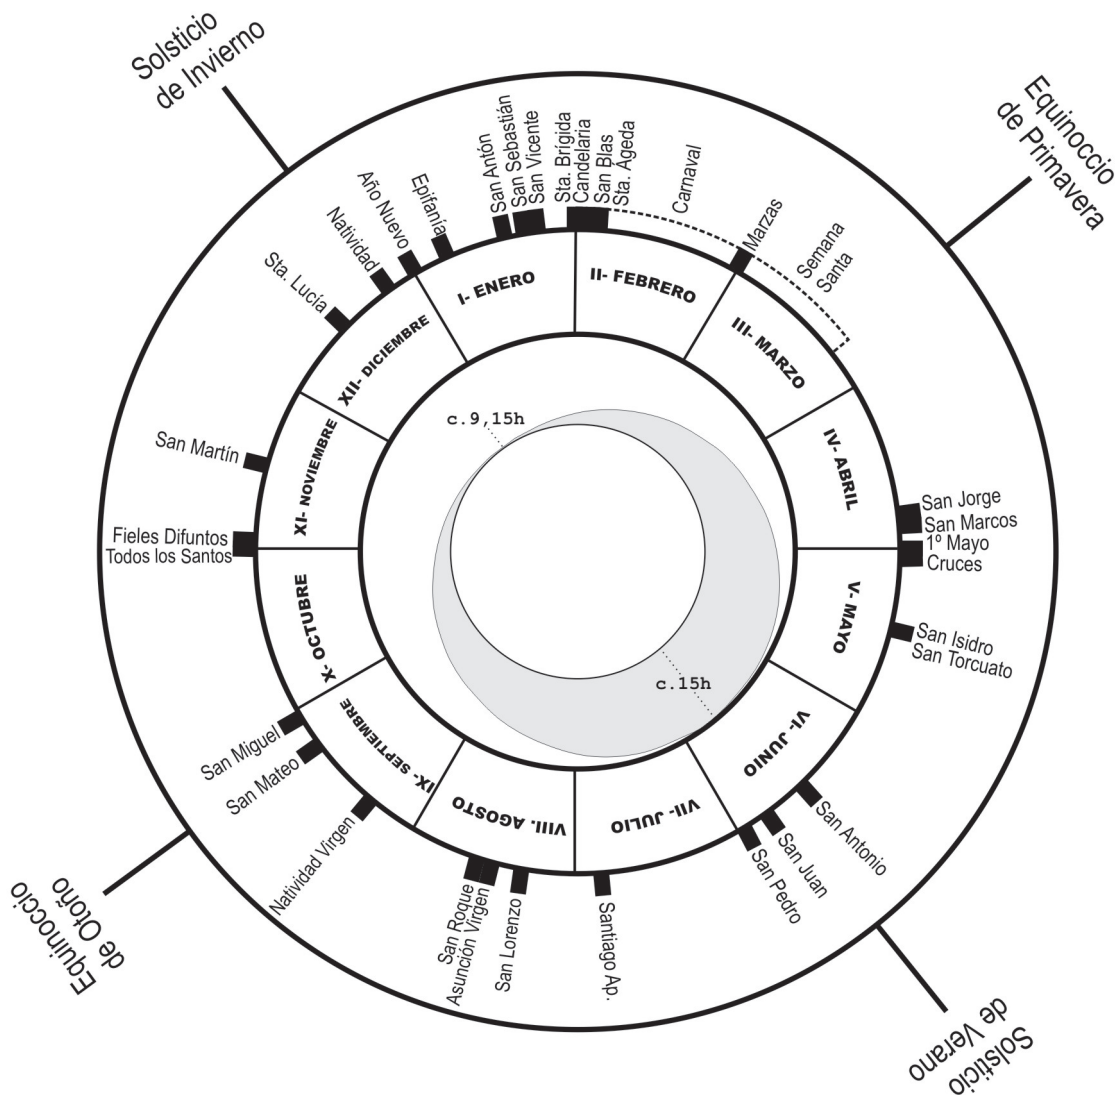 Solsticio
de Invierno
Equinoccio
de Primavera
Solsticio
de Verano
Equinoccio
de Otoño
Año Nuevo
Epifanía
San Antón
San Sebastián
San Vicente
Sta. Brígida
Candelaria
San Blas
Sta. Ágeda
Carnaval
Marzas
Semana
Santa
San Jorge
San Marcos
1º Mayo
Cruces
San Isidro
San Torcuato
San Antonio
San Juan
San Pedro
Santiago Ap.
San Lorenzo
Asunción Virgen
San Roque
Natividad Virgen
San Mateo
San Miguel
Fieles Difuntos
Todos los Santos
San Martín
Sta. Lucía
Natividad
I- ENERO
II- FEBRERO
III- MARZO
IV- ABRIL
V- MAYO
VI- JUNIO
VII- JULIO
VIII. AGOSTO
IX- SEPTIEMBRE
X- OCTUBRE
XI- NOVIEMBRE
XII- DICIEMBRE
c.9,15h
c.15h